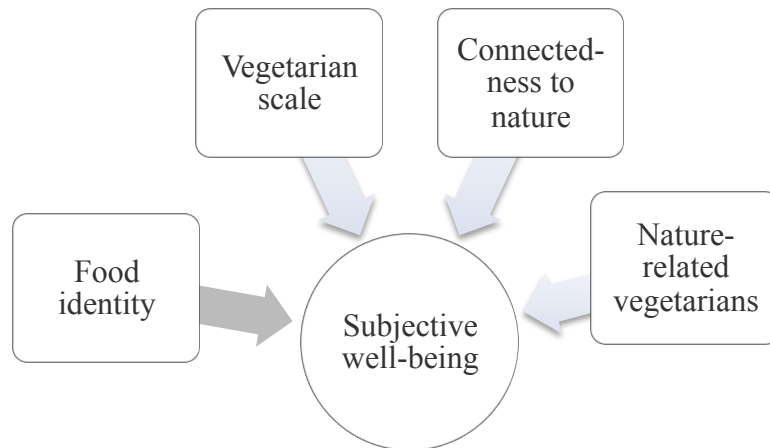 Vegetarian
scale
Connected-
ness to
nature
Food
identity
Nature-
related
vegetarians
Subjective
well-being